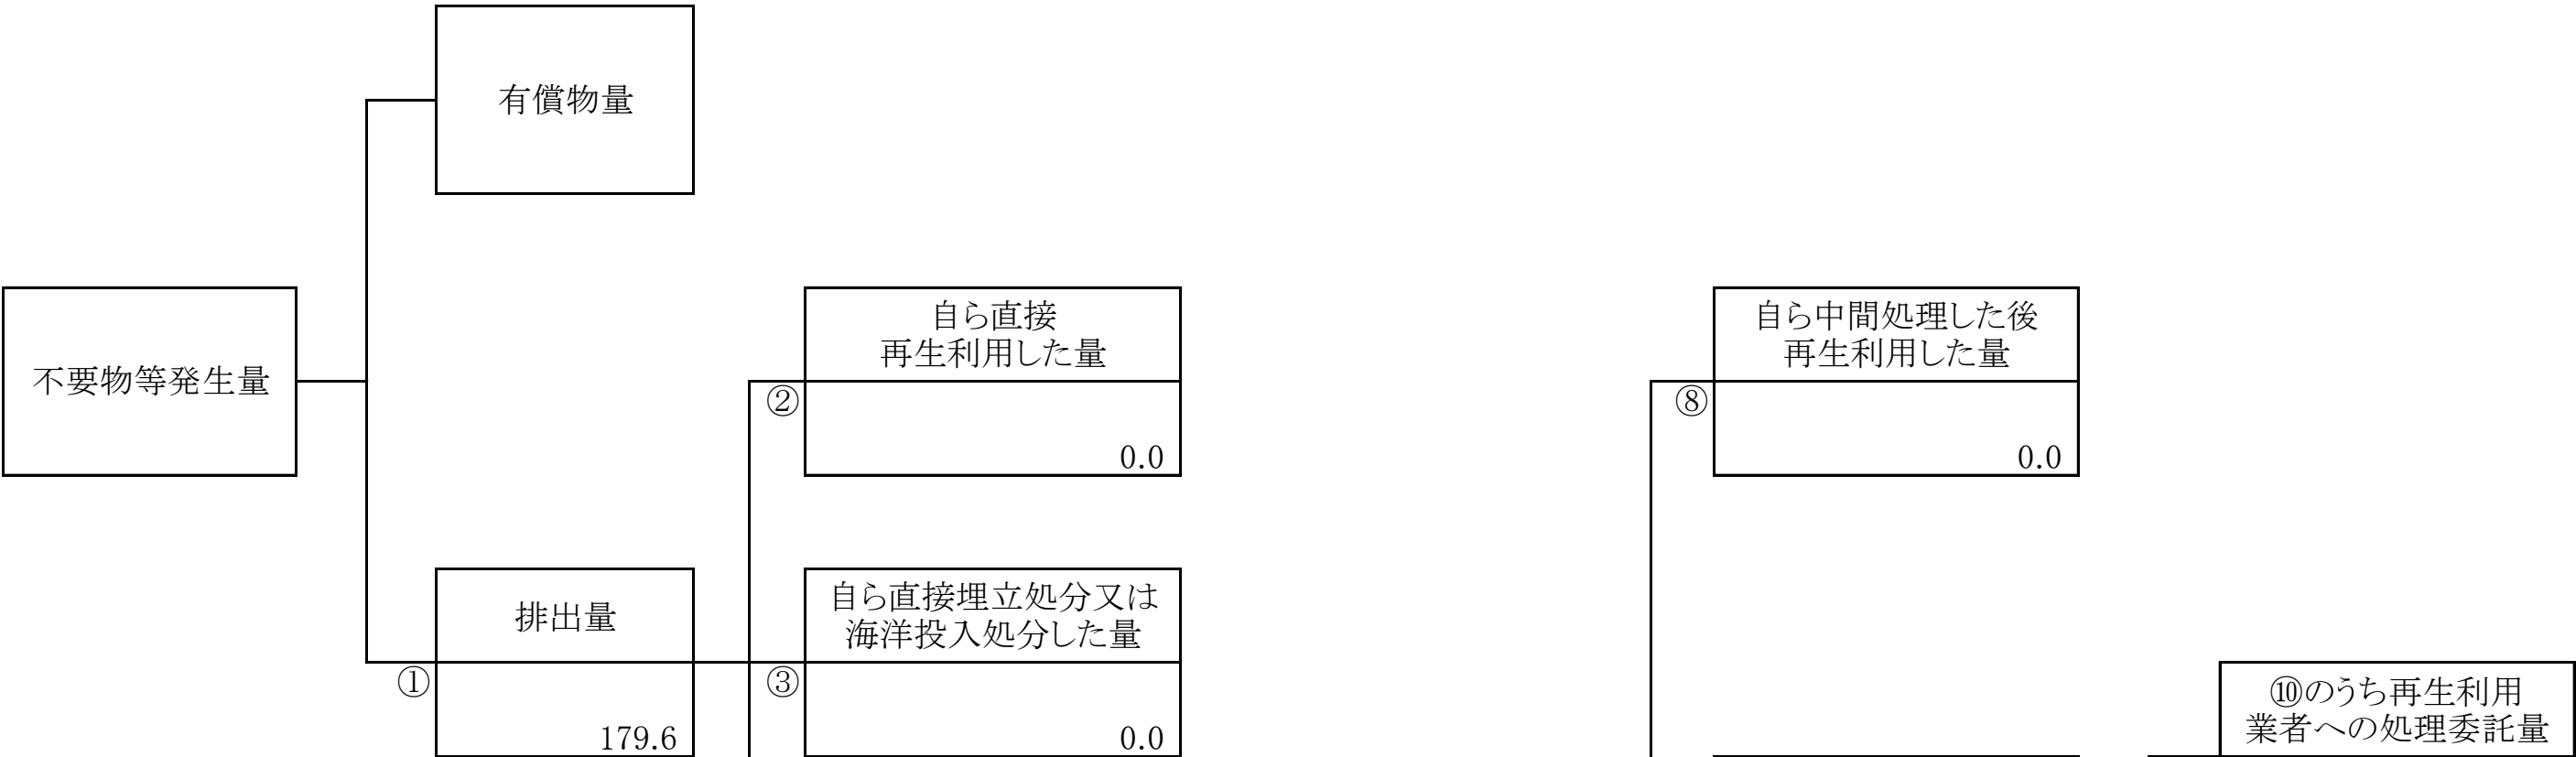 有償物量
不要物等発生量
自ら直接
再生利用した量
②
0.0
自ら中間処理した後
再生利用した量
⑧
0.0
排出量
①
179.6
自ら直接埋立処分又は
海洋投入処分した量
③
0.0
⑩のうち再生利用
業者への処理委託量